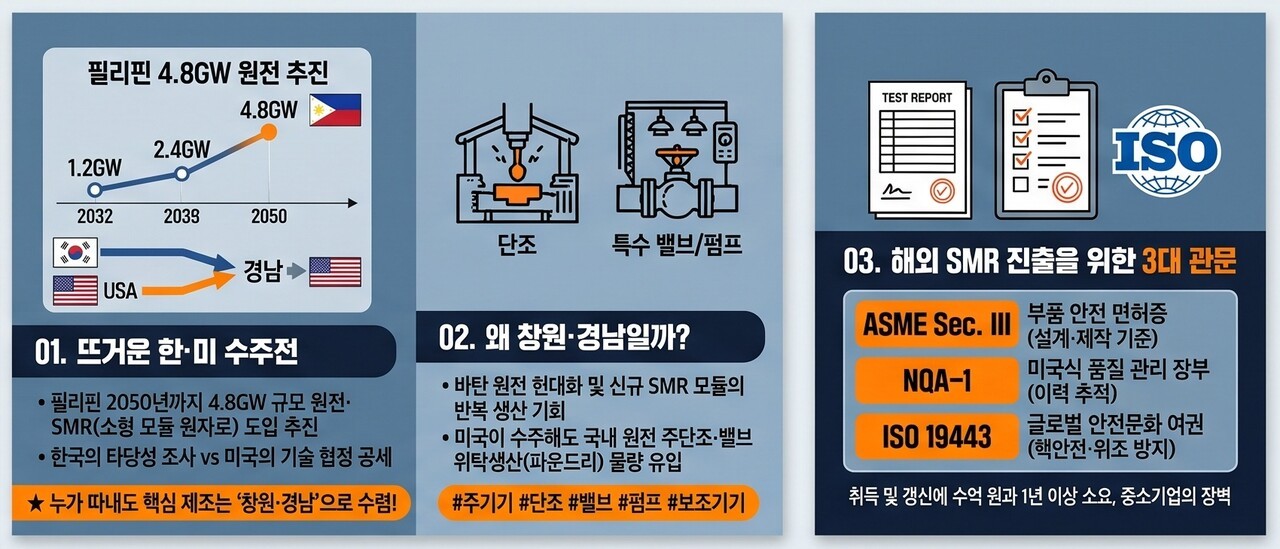 필리핀 4.8GW 원전 추진
4.8GW
2.4GW
1.2GW
2032
2038
2050
경남
USA
01. 뜨거운 한·미 수주전
• 필리핀 2050년까지 4.8GW 규모 원전·
SMR(소형 모듈 원자로) 도입 추진
• 한국의 타당성 조사 vs 미국의 기술 협정 공세
★ 누가 따내도 핵심 제조는 '창원·경남'으로 수렴!
단조
특수 밸브/펌프
02. 왜 창원·경남일까?
• 바탄 원전 현대화 및 신규 SMR 모듈의
반복 생산 기회
• 미국이 수주해도 국내 원전 주단조·밸브
위탁생산(파운드리) 물량 유입
#주기기 #단조 #밸브 #펌프 #보조기기
TEST REPORT
ISO
03. 해외 SMR 진출을 위한 3대 관문
ASME Sec. III
부품 안전 면허증
(설계·제작 기준)
NQA-1
미국식 품질 관리 장부
(이력 추적)
ISO 19443
글로벌 안전문화 여권
(핵안전·위조 방지)
취득 및 갱신에 수억 원과 1년 이상 소요, 중소기업의 장벽